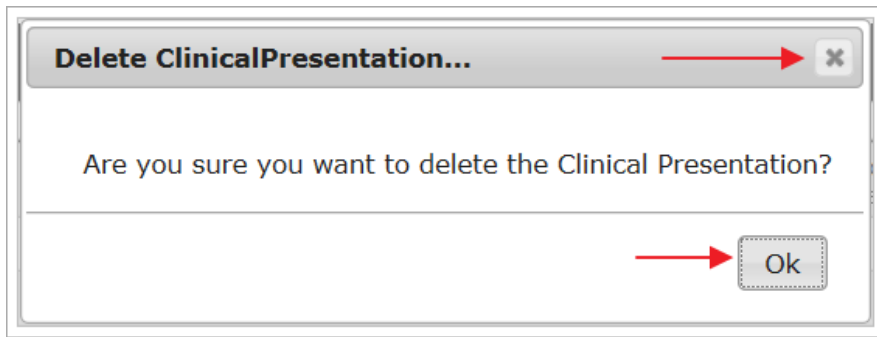 Delete ClinicalPresentation...
Are you sure you want to delete the Clinical Presentation?
Ok